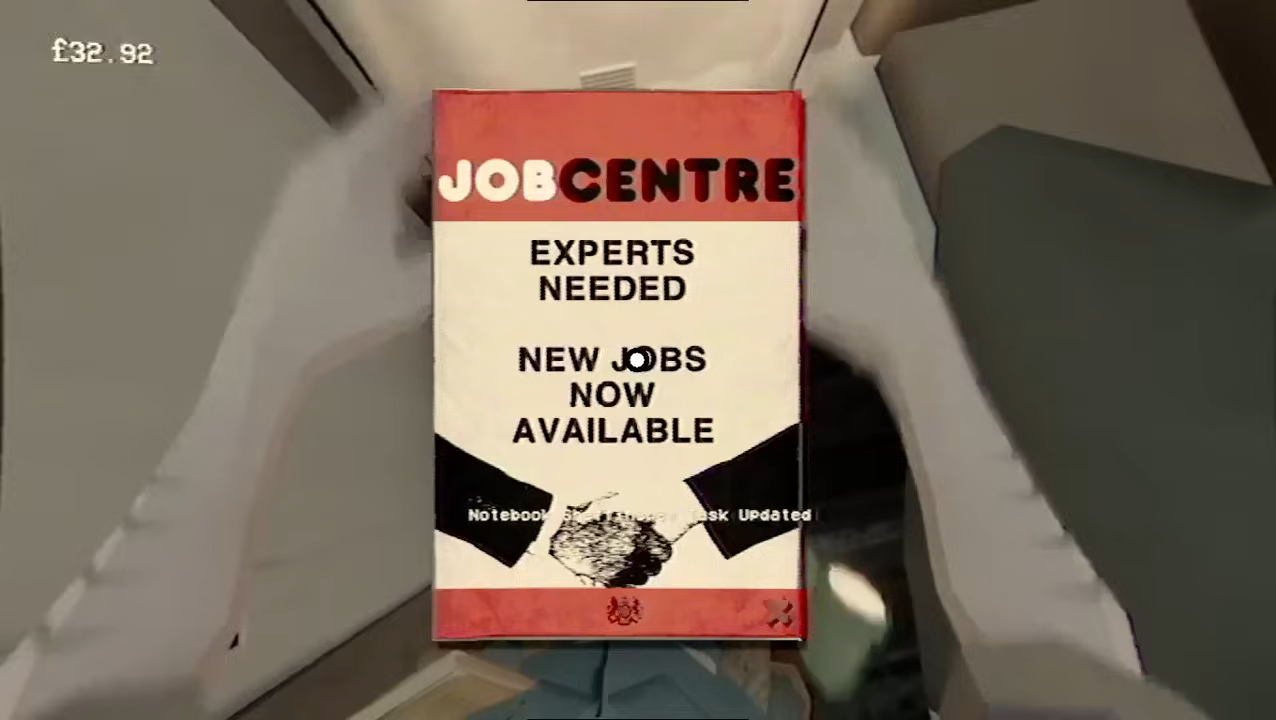 £32.92
JOBCENTRE
EXPERTS
NEEDED
NEW JOBS
NOW
AVAILABLE
Notebook Task Updated